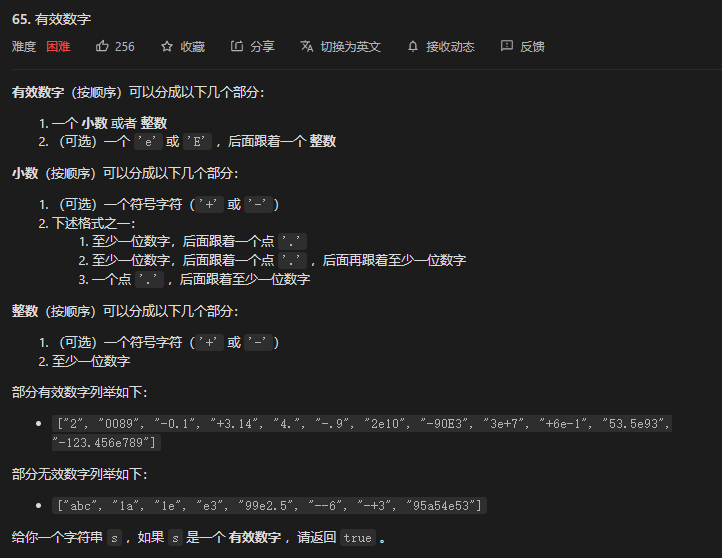 65. 有效数字
难度 困难 256 收藏 分享 切换为英文 接收动态 反馈
有效数字（按顺序）可以分成以下几个部分：
1. 一个 小数 或者 整数
2. （可选）一个 'e' 或 'E' ，后面跟着一个 整数
小数（按顺序）可以分成以下几个部分：
1. （可选）一个符号字符（'+' 或 '-'）
2. 下述格式之一：
1. 至少一位数字，后面跟着一个点 '.'
2. 至少一位数字，后面跟着一个点 '.' ，后面再跟着至少一位数字
3. 一个点 '.' ，后面跟着至少一位数字
整数（按顺序）可以分成以下几个部分：
1. （可选）一个符号字符（'+' 或 '-'）
2. 至少一位数字
部分有效数字列举如下：
• ["2", "0089", "-0.1", "+3.14", "4.", "-.9", "2e10", "-90E3", "3e+7", "+6e-1", "53.5e93",
"-123.456e789"]
部分无效数字列举如下：
• ["abc", "1a", "1e", "e3", "99e2.5", "--6", "-+3", "95a54e53"]
给你一个字符串 s ，如果 s 是一个 有效数字 ，请返回 true 。